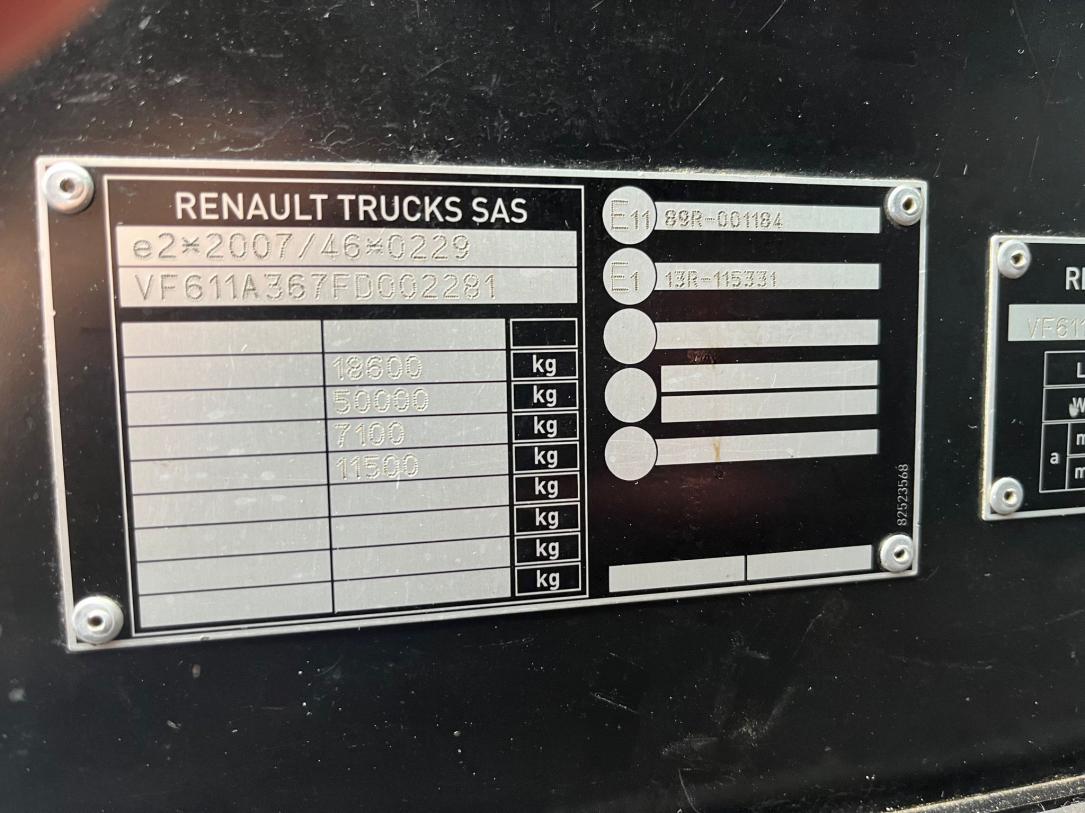 RENAULT TRUCKS SAS
e2*2007/46*0229
VF611A367FD002281
18600 kg
50000 kg
7100 kg
11500 kg
kg
kg
kg
kg
E11 89R-001184
E1 13R-115331
82523568
VF61
L
W
a
m
m